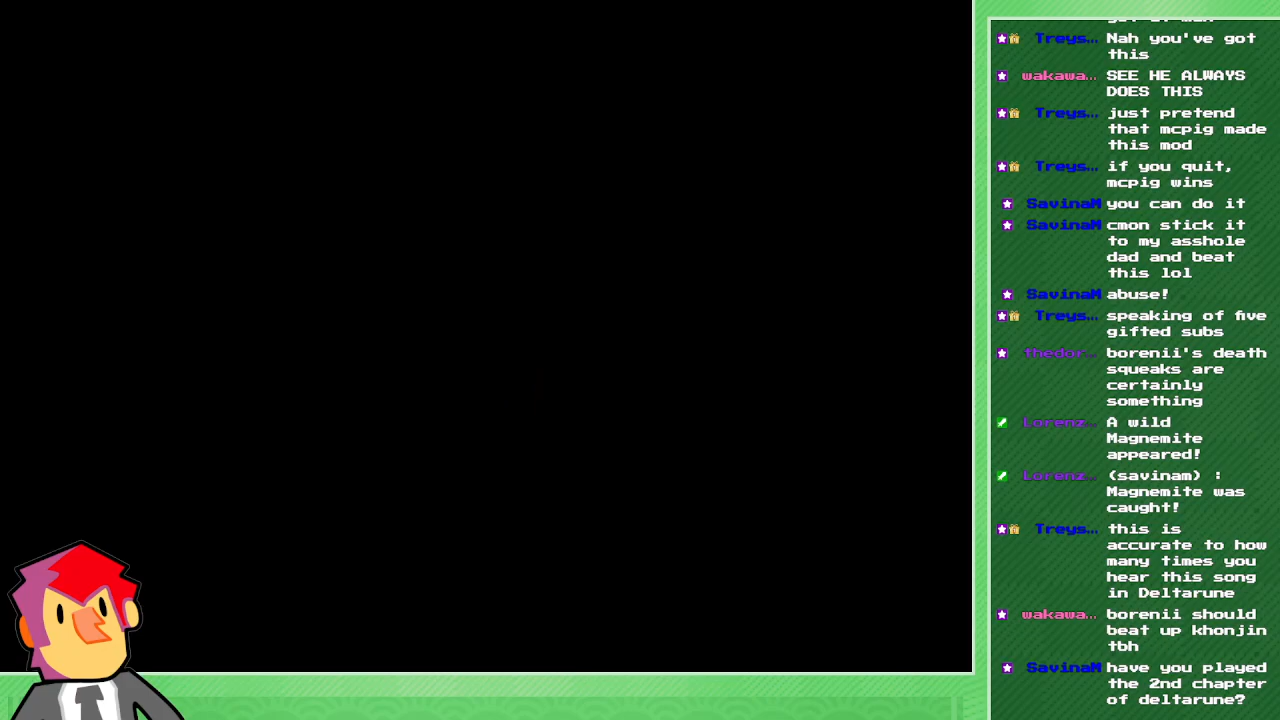 Treys... Nah you've got
this
wakawa... SEE HE ALWAYS
DOES THIS
Treys... just pretend
that mcpig made
this mod
Treys... if you quit,
mcpig wins
SavinaM you can do it
SavinaM cmon stick it
to my asshole
dad and beat
this lol
SavinaM abuse!
Treys... speaking of five
gifted subs
thedor... borenii's death
squeaks are
certainly
something
Lorenz... A wild
Magnemite
appeared!
Lorenz... (savinam) :
Magnemite was
caught!
Treys... this is
accurate to how
many times you
hear this song
in Deltarune
wakawa... borenii should
beat up khonjin
tbh
SavinaM have you played
the 2nd chapter
of deltarune?